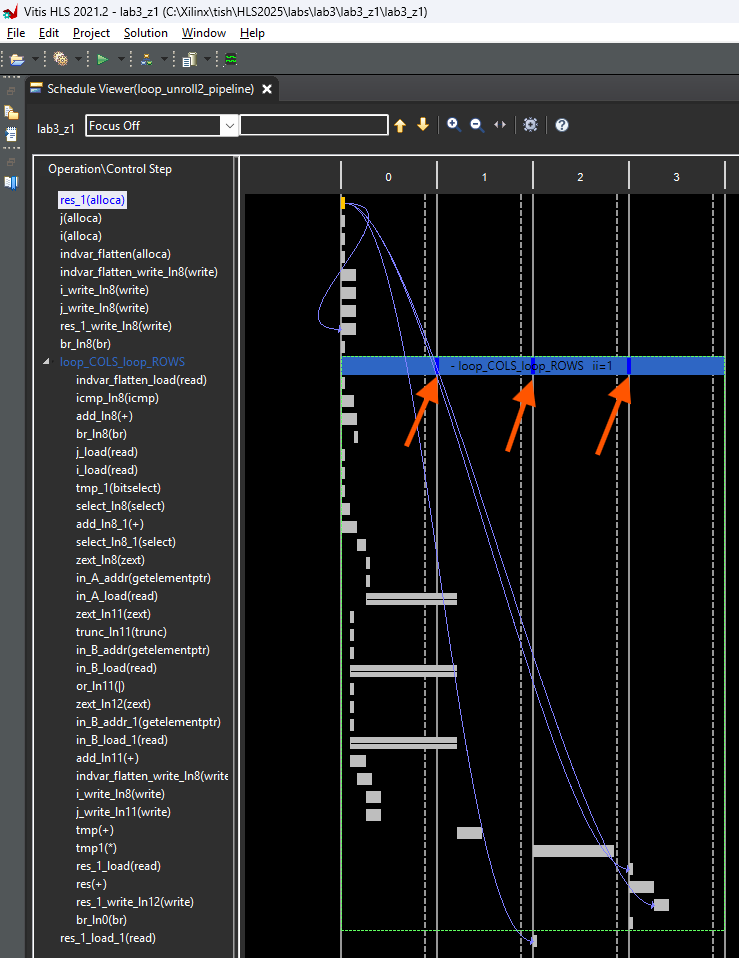 Vitis HLS 2021.2 - lab3_z1 (C:\Xilinx\tish\HLS2025\labs\lab3\lab3_z1\lab3_z1)
File Edit Project Solution Window Help
Schedule Viewer(loop_unroll2_pipeline)
lab3_z1 Focus Off
Operation\Control Step 0 1 2 3
res_1(alloca)
j(alloca)
i(alloca)
indvar_flatten(alloca)
indvar_flatten_write_ln8(write)
i_write_ln8(write)
j_write_ln8(write)
res_1_write_ln8(write)
br_ln8(br)
loop_COLS_loop_ROWS - loop_COLS_loop_ROWS ii=1
indvar_flatten_load(read)
icmp_ln8(icmp)
add_ln8(+)
br_ln8(br)
j_load(read)
i_load(read)
tmp_1(bitselect)
select_ln8(select)
add_ln8_1(+)
select_ln8_1(select)
zext_ln8(zext)
in_A_addr(getelementptr)
in_A_load(read)
zext_ln11(zext)
trunc_ln11(trunc)
in_B_addr(getelementptr)
in_B_load(read)
or_ln11(|)
zext_ln12(zext)
in_B_addr_1(getelementptr)
in_B_load_1(read)
add_ln11(+)
indvar_flatten_write_ln8(write
i_write_ln8(write)
j_write_ln11(write)
tmp(+)
tmp1(*)
res_1_load(read)
res(+)
res_1_write_ln12(write)
br_ln0(br)
res_1_load_1(read)